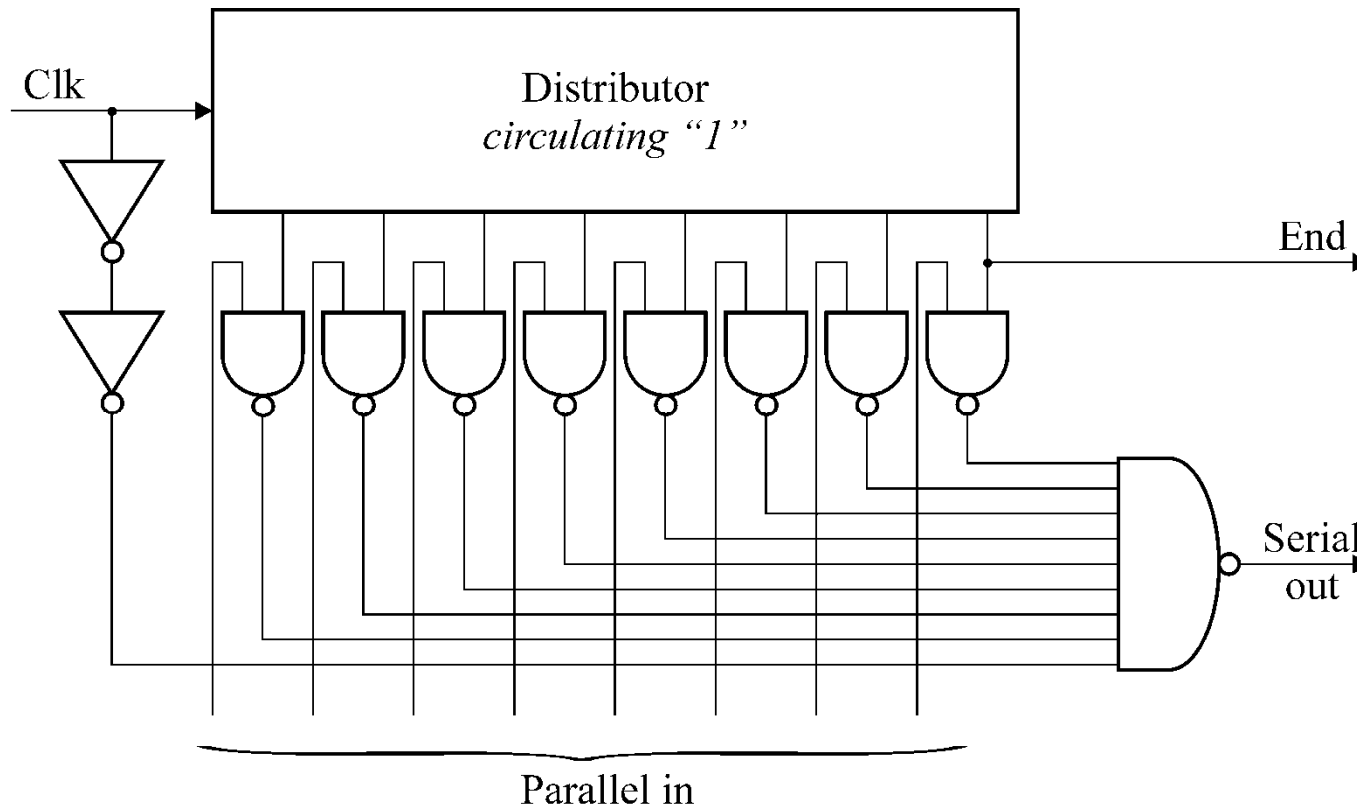 Clk
Distributor
circulating “1”
End
Serial
out
Parallel in